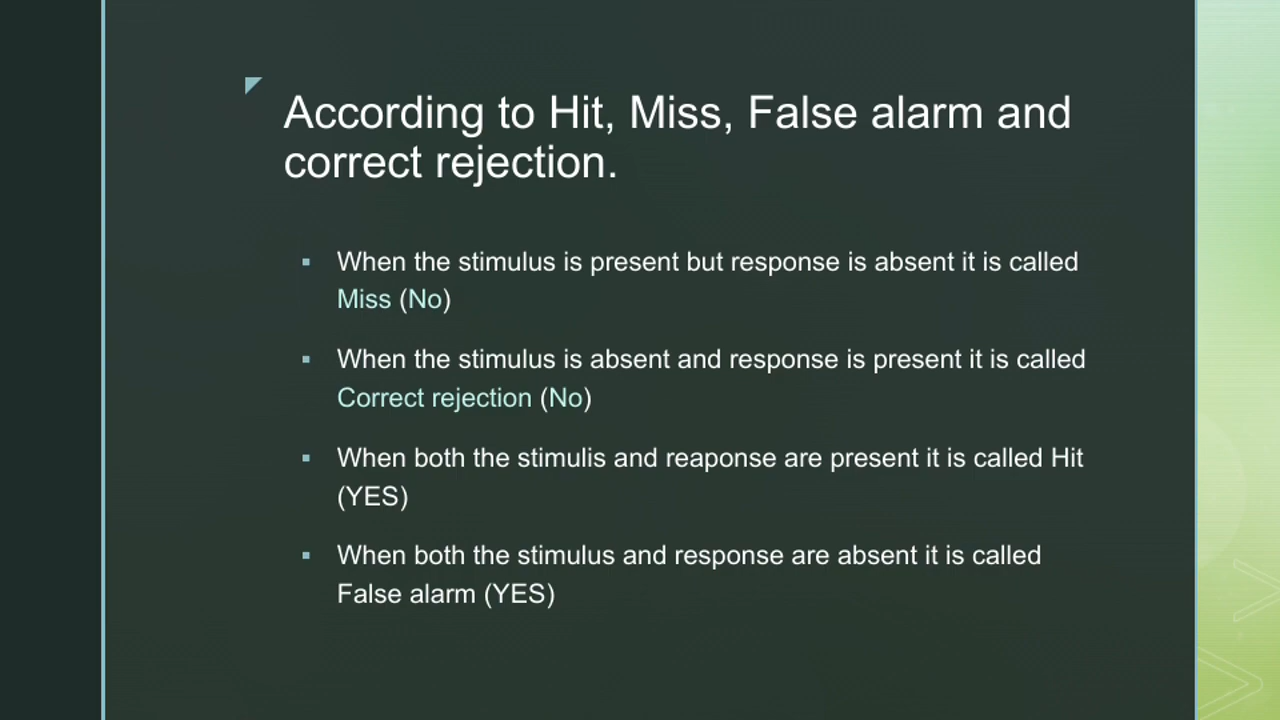 According to Hit, Miss, False alarm and
correct rejection.
When the stimulus is present but response is absent it is called
Miss (No)
When the stimulus is absent and response is present it is called
Correct rejection (No)
When both the stimulis and reaponse are present it is called Hit
(YES)
When both the stimulus and response are absent it is called
False alarm (YES)